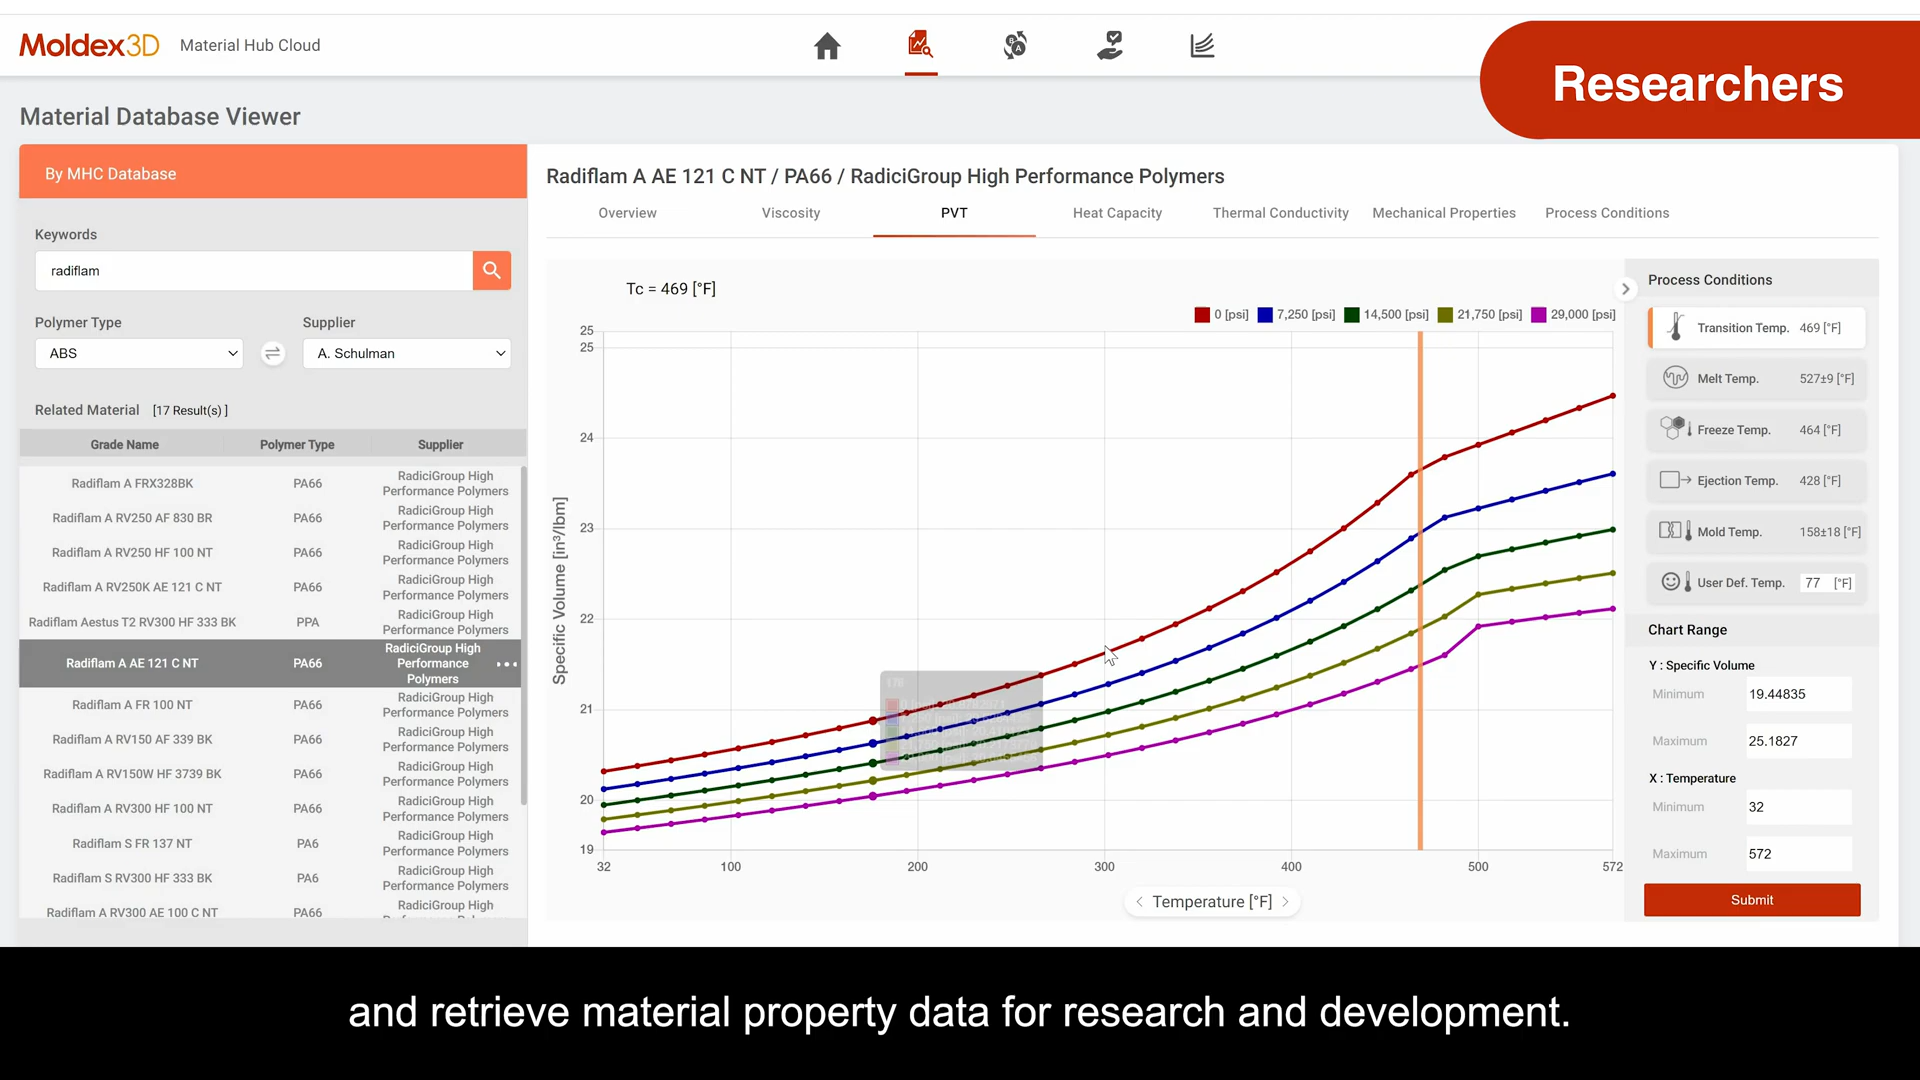 Moldex3D Material Hub Cloud
Researchers
Material Database Viewer
By MHC Database
Keywords
radiflam
Polymer Type
Supplier
ABS
A. Schulman
Related Material [17 Result(s) ]
Grade Name Polymer Type Supplier
Radiflam A FRX328BK PA66 RadiciGroup High
Performance Polymers
Radiflam A RV250 AF 830 BR PA66 RadiciGroup High
Performance Polymers
Radiflam A RV250 HF 100 NT PA66 RadiciGroup High
Performance Polymers
Radiflam A RV250K AE 121 C NT PA66 RadiciGroup High
Performance Polymers
Radiflam Aestus T2 RV300 HF 333 BK PPA RadiciGroup High
Performance Polymers
Radiflam A AE 121 C NT PA66 RadiciGroup High
Performance
Polymers
Radiflam A FR 100 NT PA66 RadiciGroup High
Performance Polymers
Radiflam A RV150 AF 339 BK PA66 RadiciGroup High
Performance Polymers
Radiflam A RV150W HF 3739 BK PA66 RadiciGroup High
Performance Polymers
Radiflam A RV300 HF 100 NT PA66 RadiciGroup High
Performance Polymers
Radiflam S FR 137 NT PA6 RadiciGroup High
Performance Polymers
Radiflam S RV300 HF 333 BK PA6 RadiciGroup High
Performance Polymers
Radiflam A RV300 AE 100 C NT PA66 RadiciGroup High
Radiflam A AE 121 C NT / PA66 / RadiciGroup High Performance Polymers
Overview Viscosity PVT Heat Capacity Thermal Conductivity Mechanical Properties Process Conditions
Tc = 469 [°F]
0 [psi] 7,250 [psi] 14,500 [psi] 21,750 [psi] 29,000 [psi]
25
25
24
23
22
21
20
19
Specific Volume [in³/lbm]
32 100 200 300 400 500 572
Temperature [°F]
Process Conditions
Transition Temp. 469 [°F]
Melt Temp. 527±9 [°F]
Freeze Temp. 464 [°F]
Ejection Temp. 428 [°F]
Mold Temp. 158±18 [°F]
User Def. Temp. 77 [°F]
Chart Range
Y : Specific Volume
Minimum 19.44835
Maximum 25.1827
X : Temperature
Minimum 32
Maximum 572
Submit
and retrieve material property data for research and development.